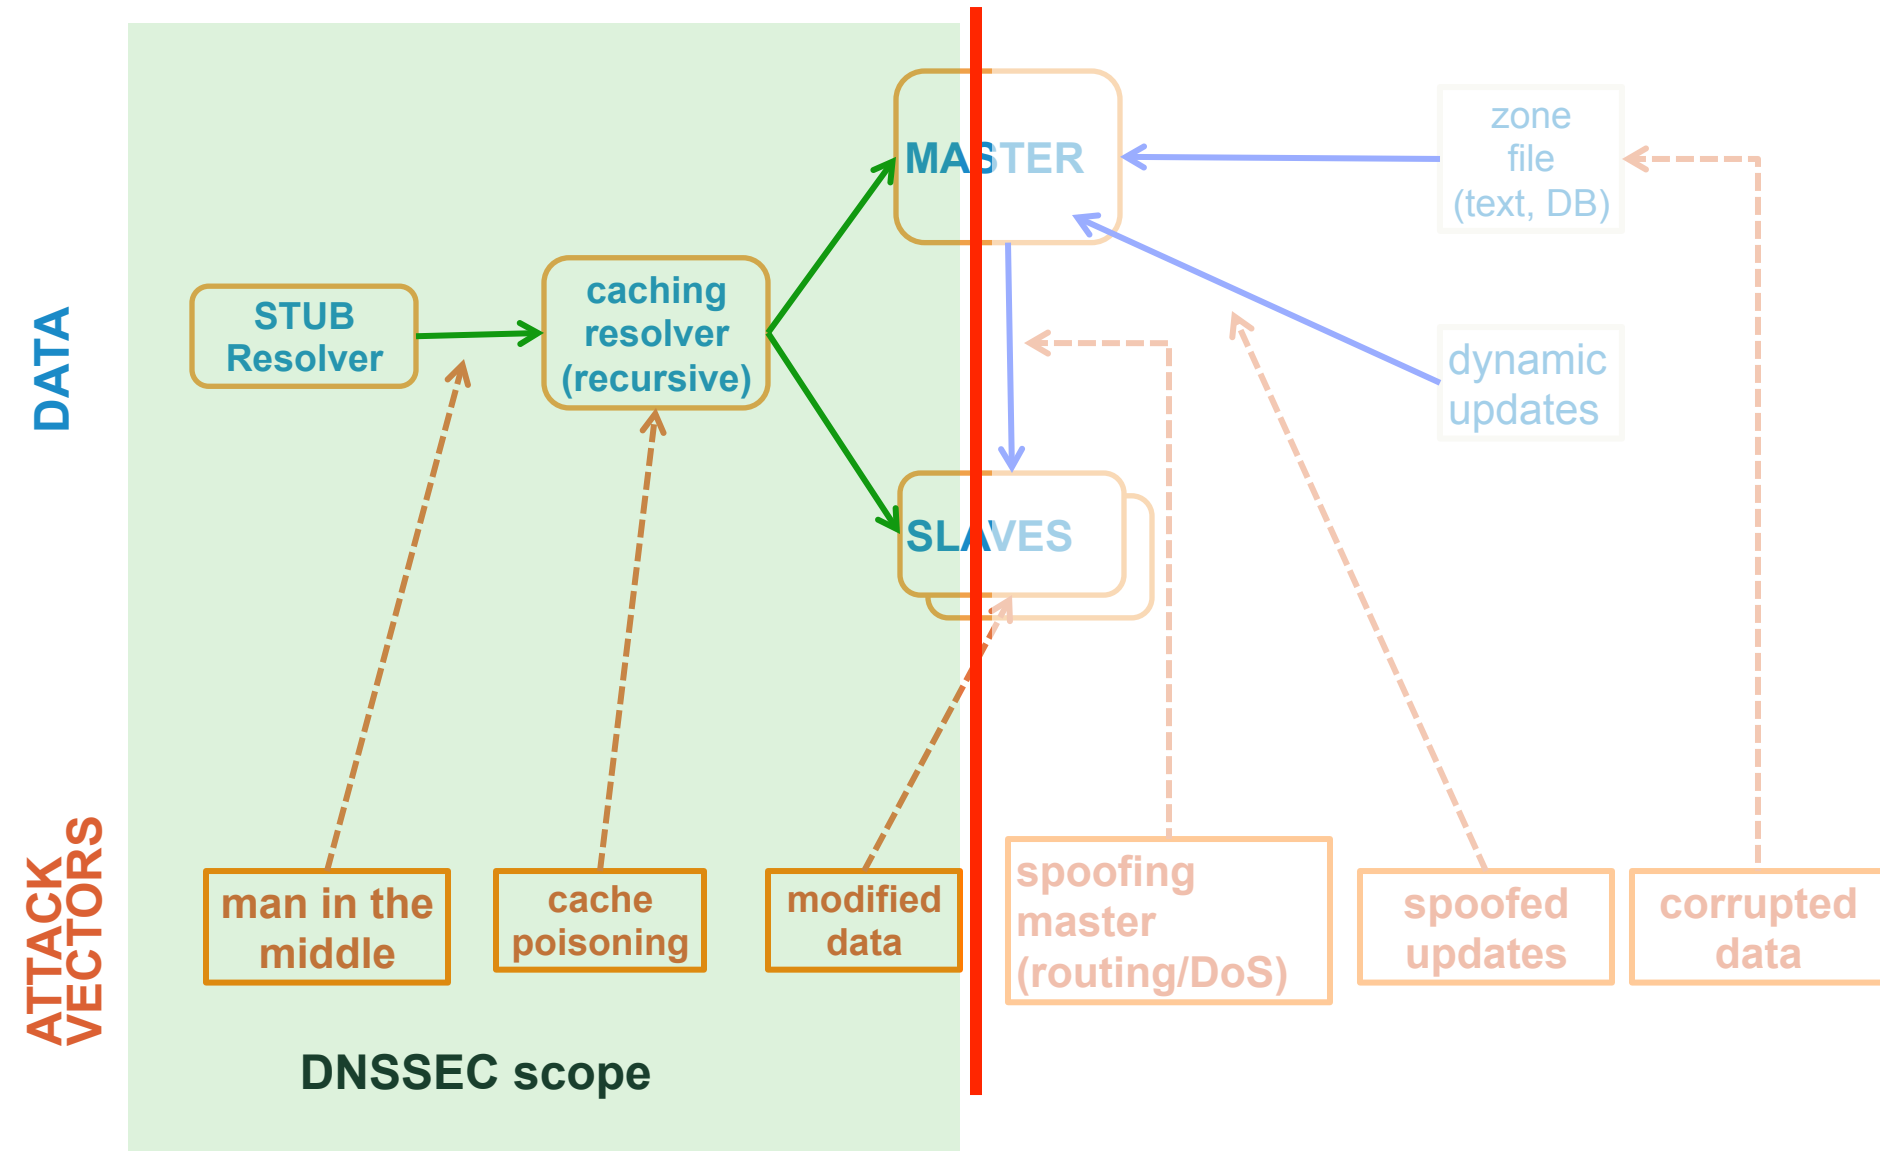 DATA
STUB
Resolver
caching
resolver
(recursive)
MASTER
SLAVES
zone
file
(text, DB)
dynamic
updates
ATTACK
VECTORS
man in the
middle
cache
poisoning
modified
data
spoofing
master
(routing/DoS)
spoofed
updates
corrupted
data
DNSSEC scope